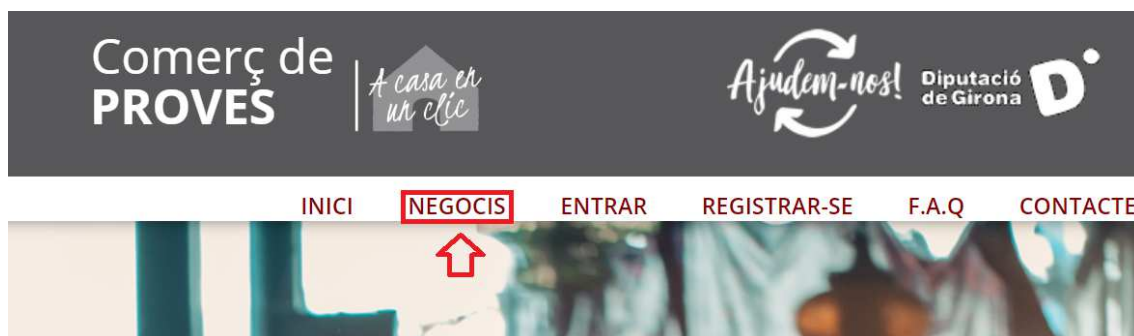 Comerç de
PROVES
A casa en
un clic
Ajudem-nos!
Diputació
de Girona
D
INICI NEGOCIS ENTRAR REGISTRAR-SE F.A.Q CONTACTE